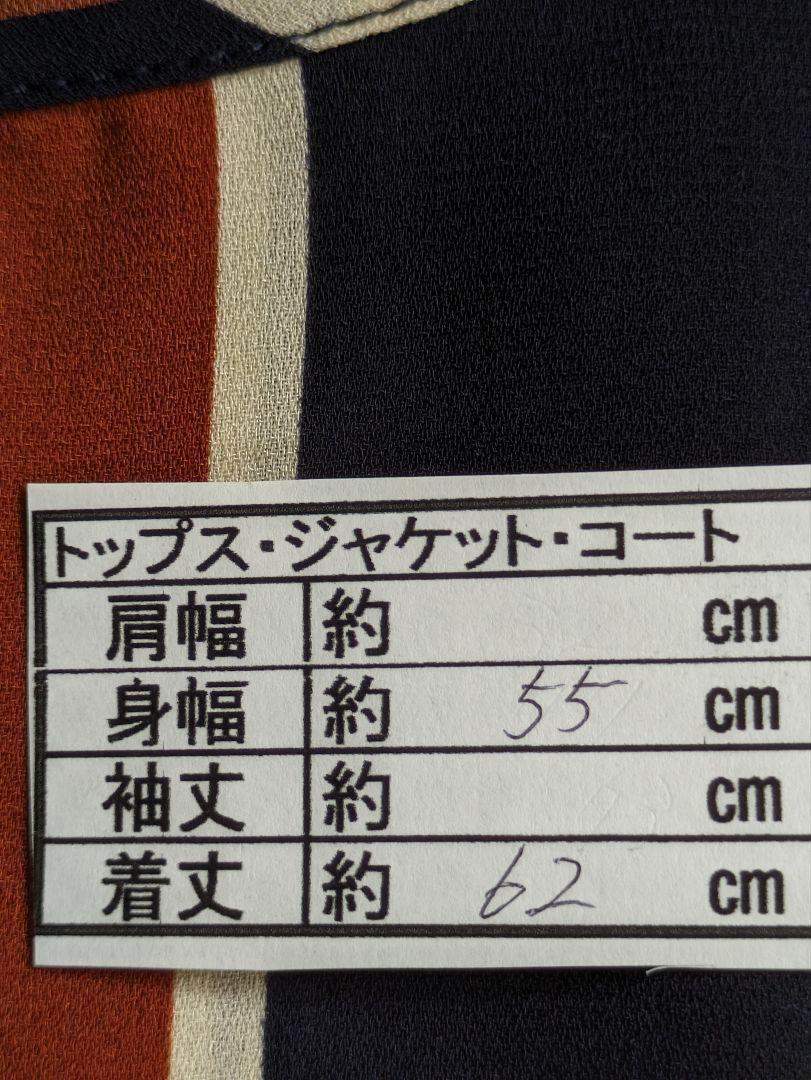 トップス・ジャケット・コート
肩幅 約 cm
身幅 約 55 cm
袖丈 約 cm
着丈 約 62 cm